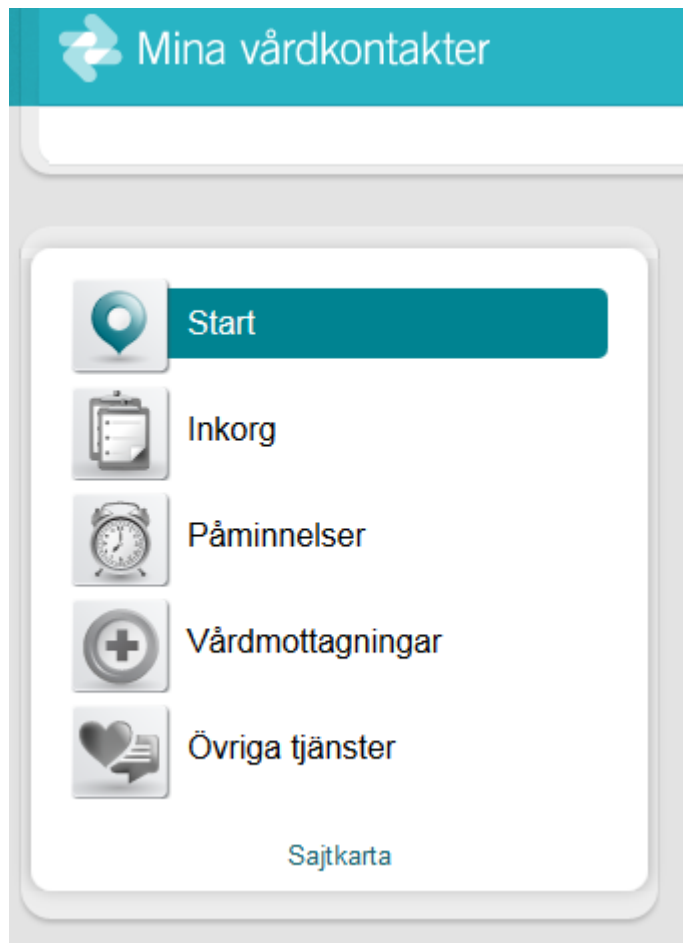 Mina vårdkontakter
Start
Inkorg
Påminnelser
Vårdmottagningar
Övriga tjänster
Sajtkarta